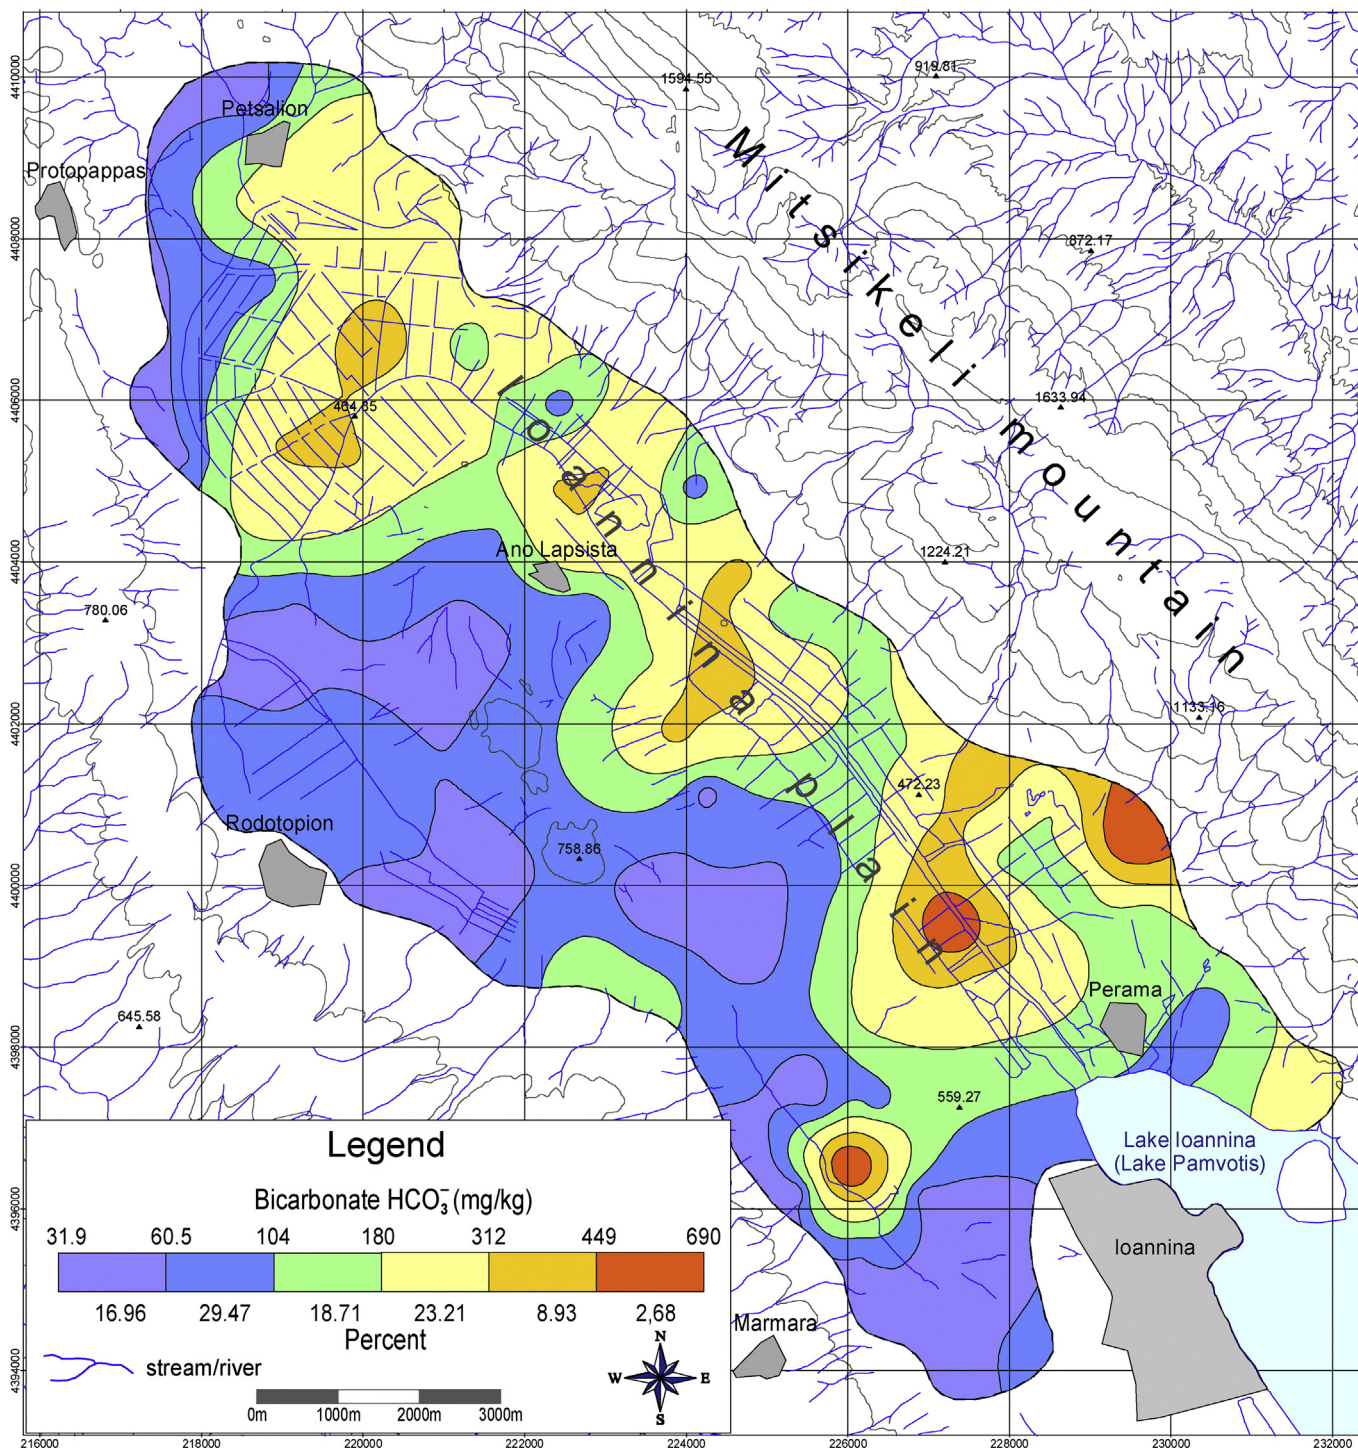 4410000
4408000
4406000
4404000
4402000
4400000
4398000
4396000
4394000
1594.55
919.81
Petsalion
Protopappas
Mitsikeli mountain
872.17
464.85
1633.94
Ioannina plain
Ano Lapsista
1224.21
780.06
1133.16
472.23
Rodotopion
758.86
Perama
645.58
559.27
Lake Ioannina
(Lake Pamvotis)
Ioannina
Marmara
Legend
Bicarbonate HCO₃⁻ (mg/kg)
31.9 60.5 104 180 312 449 690
16.96 29.47 18.71 23.21 8.93 2,68
Percent
stream/river
0m 1000m 2000m 3000m
N
W E
S
216000 218000 220000 222000 224000 226000 228000 230000 232000